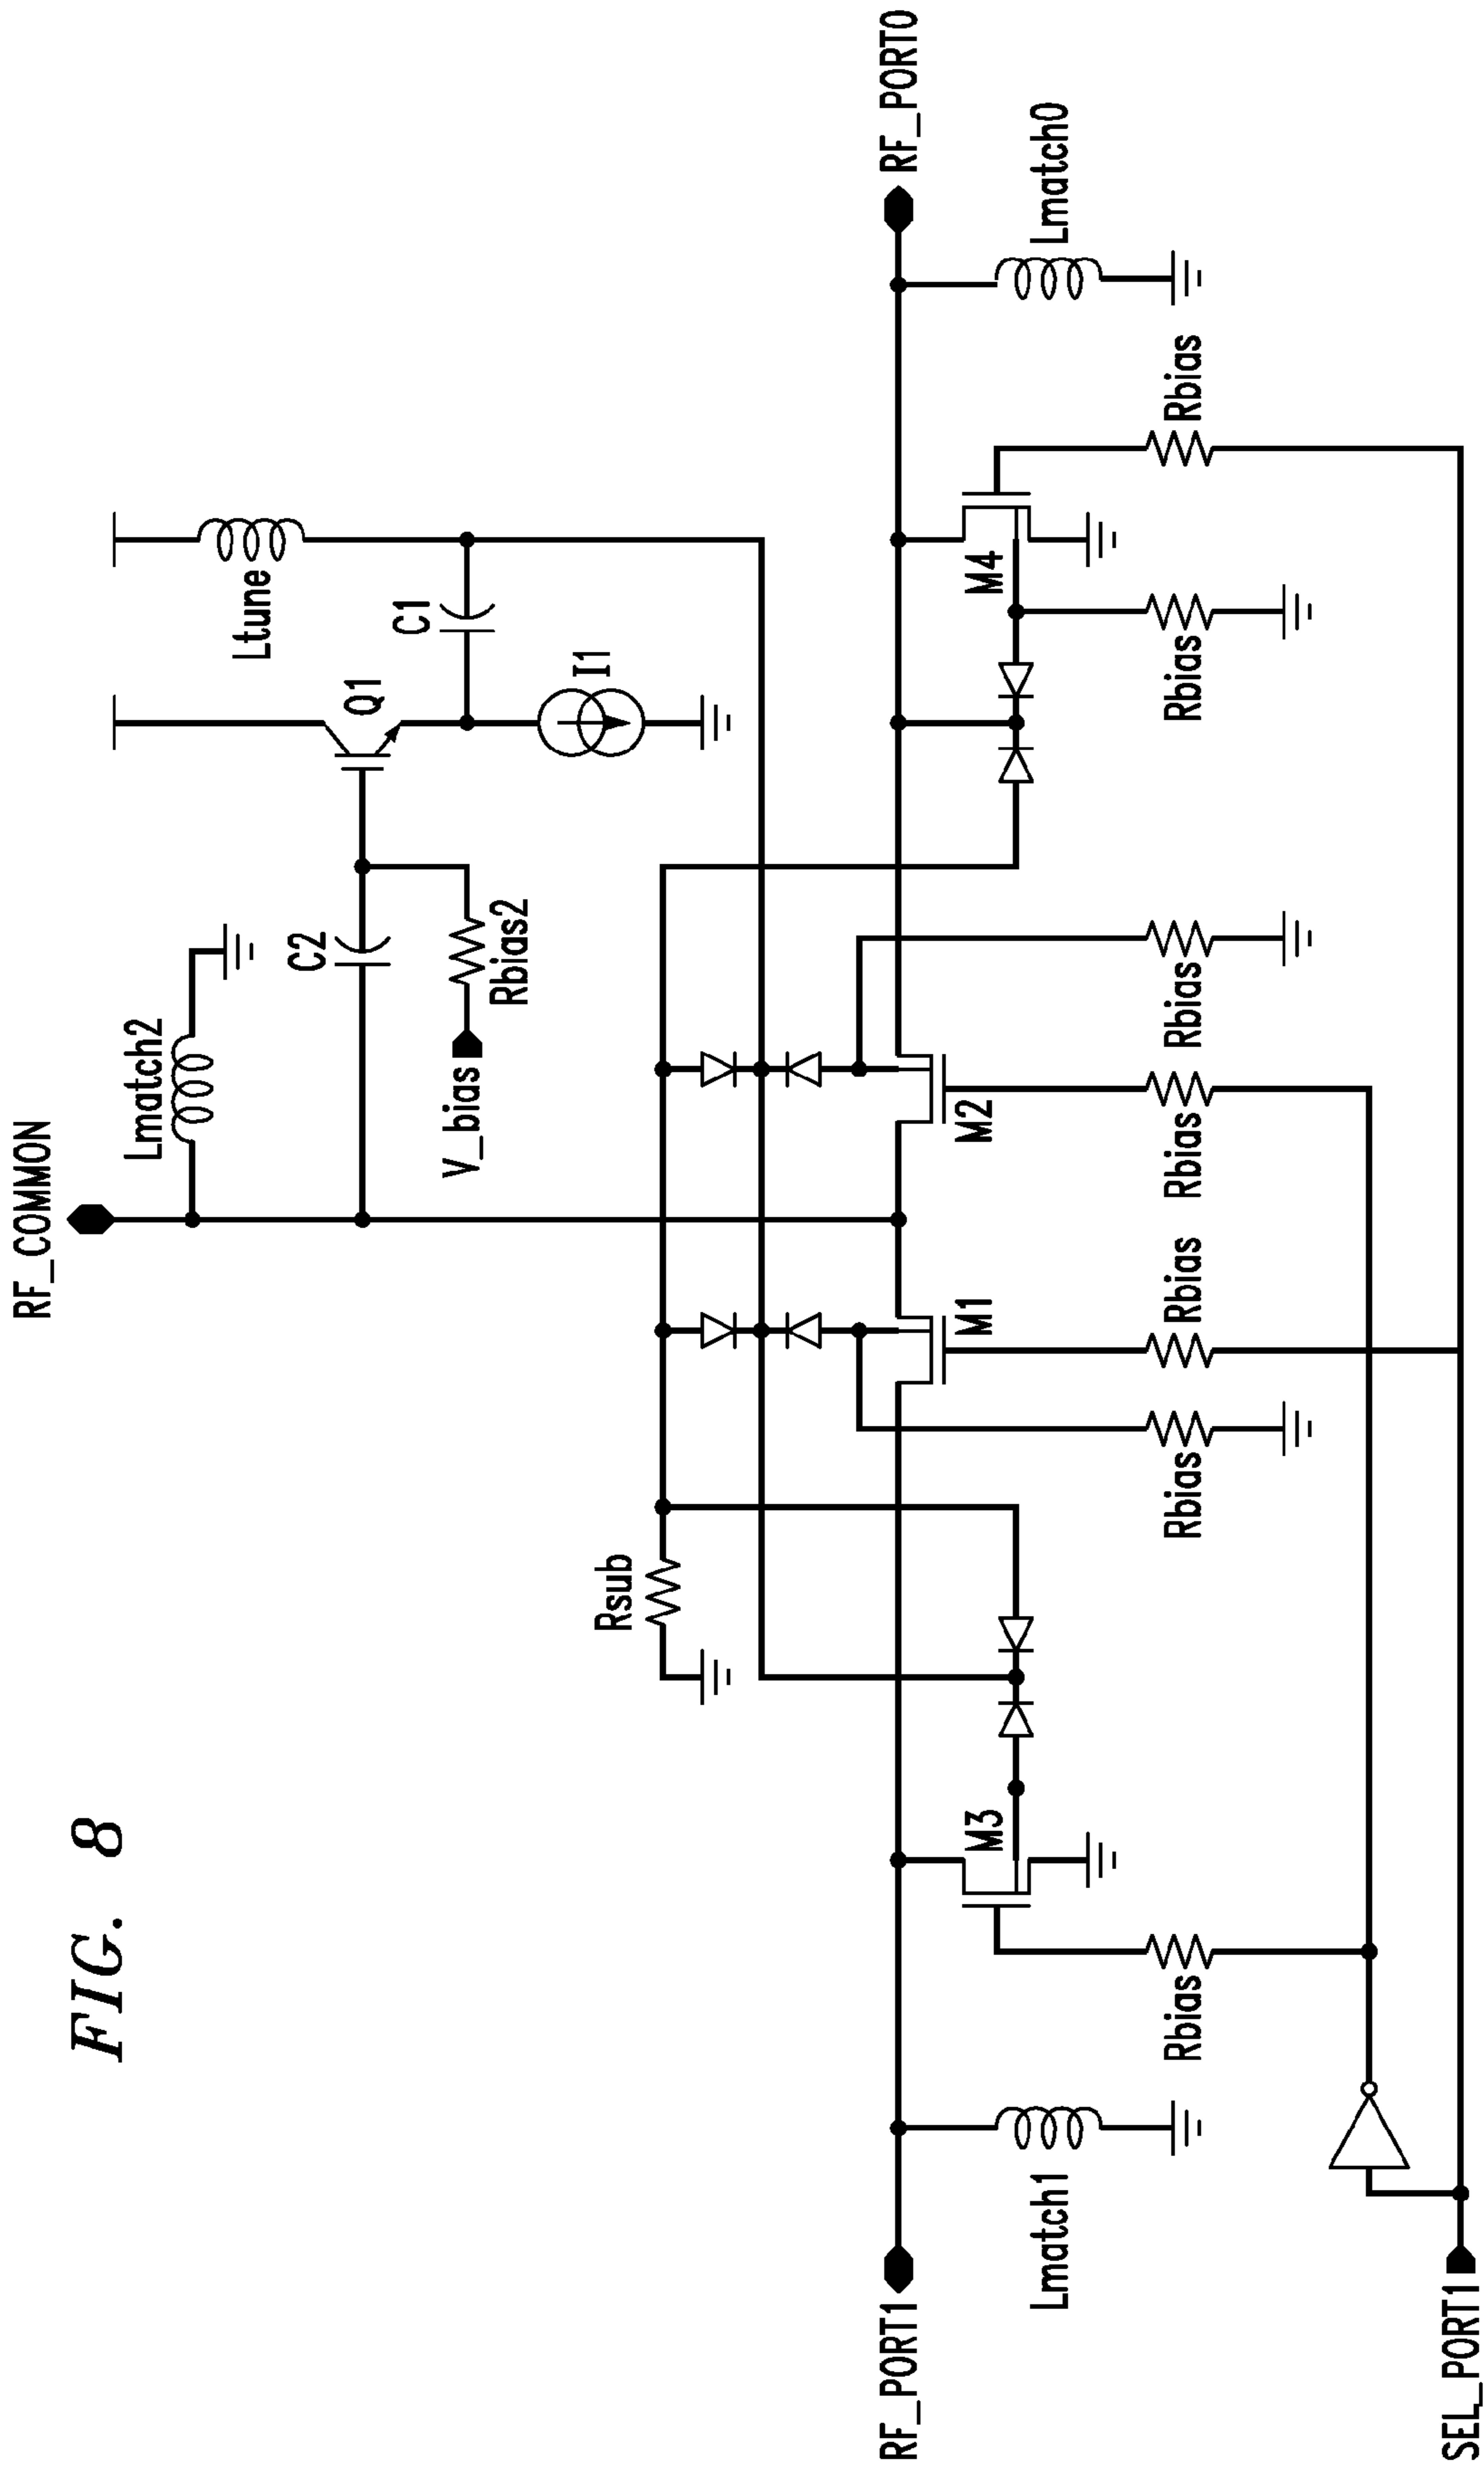 FIG. 8
RF_COMMON
Lmatch2
C2
V_bias
Rbias2
Q1
I1
C1
Ltune
Rsub
RF_PORT1
Lmatch1
M3
Rbias
Rbias
M1
Rbias
M2
Rbias
Rbias
M4
Rbias
Rbias
Lmatch0
RF_PORT0
SEL_PORT1